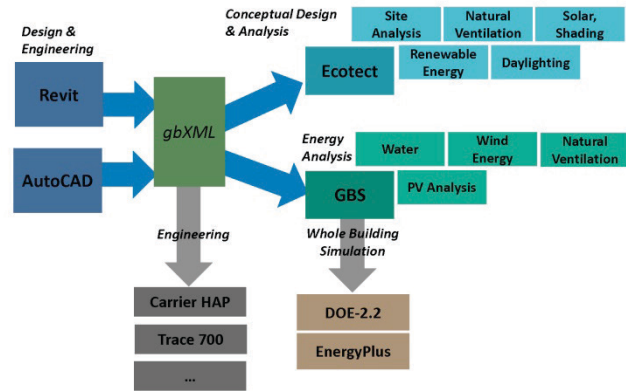 Design &
Engineering
Revit
AutoCAD
gbXML
Conceptual Design
& Analysis
Site
Analysis
Natural
Ventilation
Solar,
Shading
Ecotect
Renewable
Energy
Daylighting
Energy
Analysis
Water
Wind
Energy
Natural
Ventilation
GBS
PV Analysis
Engineering
Whole Building
Simulation
Carrier HAP
Trace 700
...
DOE-2.2
EnergyPlus